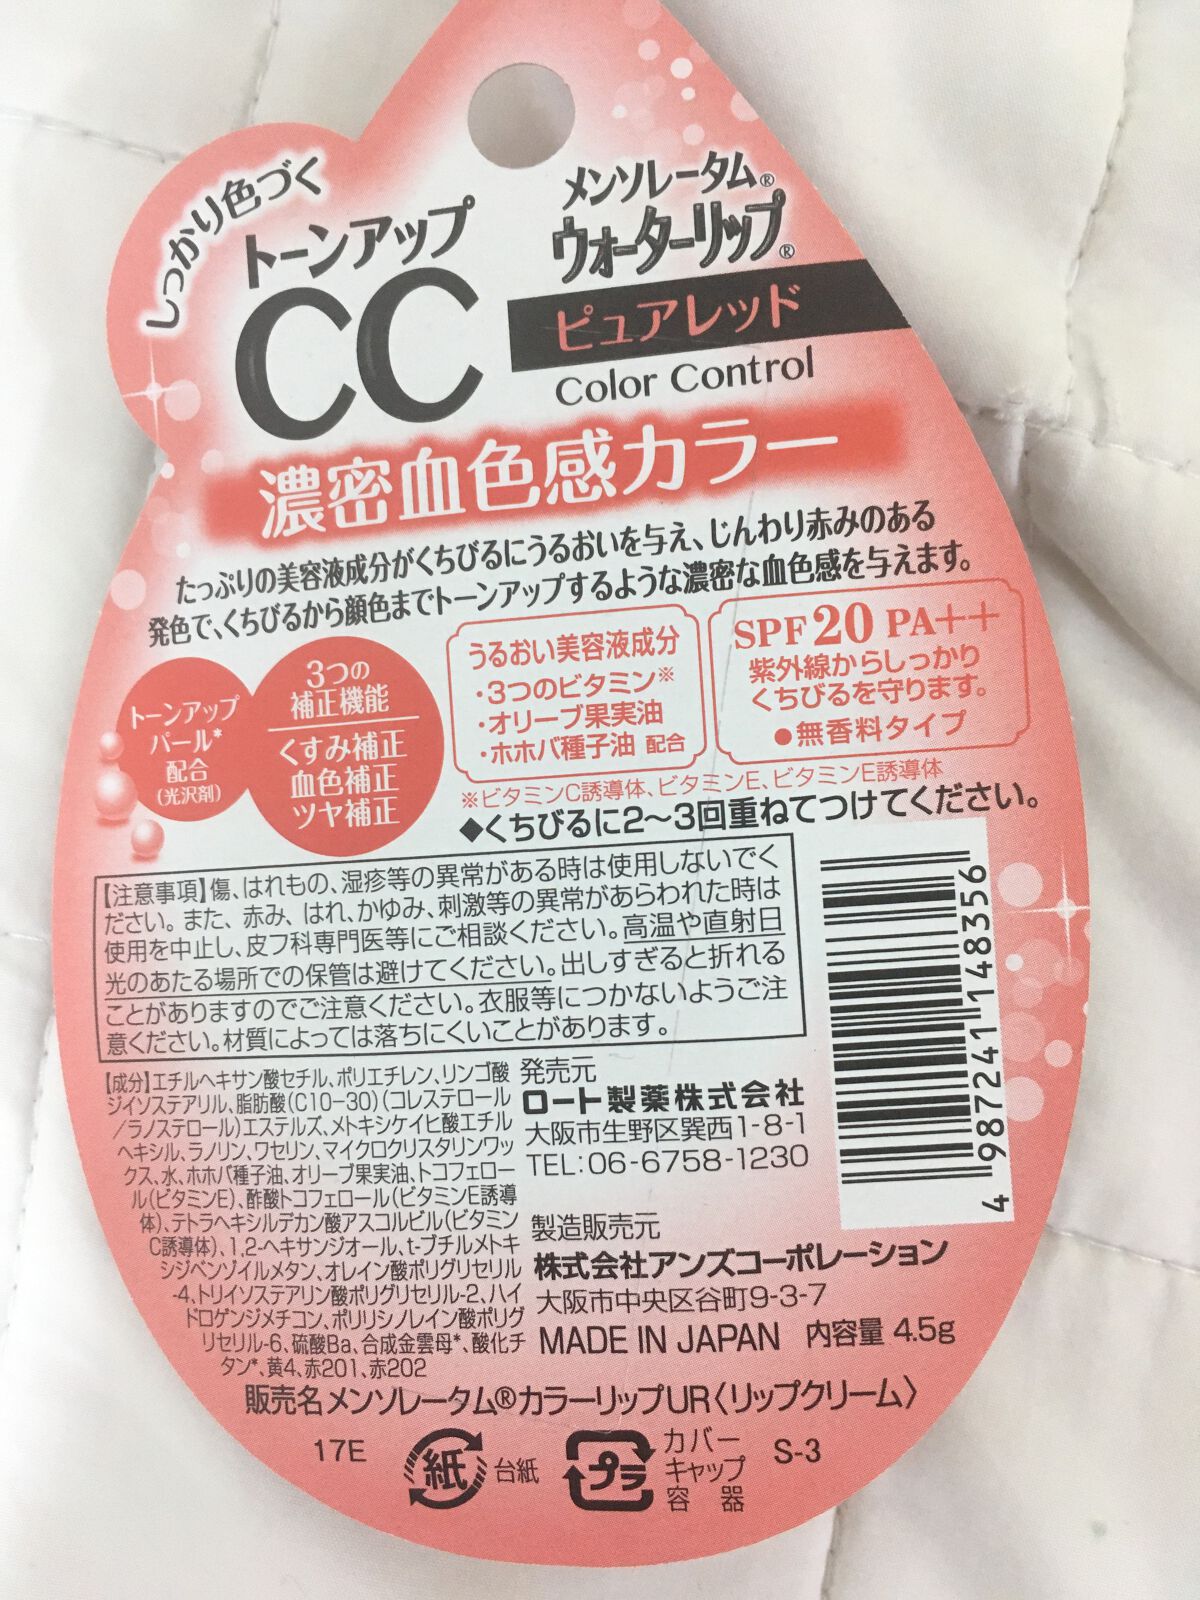 しっかり色づく
トーンアップ
CC
メンソレータム®
ウォーターリップ®
ピュアレッド
Color Control
濃密血色感カラー
たっぷりの美容液成分がくちびるにうるおいを与え、じんわり赤みのある
発色で、くちびるから顔色までトーンアップするような濃密な血色感を与えます。
トーンアップ
パール*
配合
(光沢剤)
3つの
補正機能
くすみ補正
血色補正
ツヤ補正
うるおい美容液成分
・3つのビタミン※
・オリーブ果実油
・ホホバ種子油 配合
SPF20 PA++
紫外線からしっかり
くちびるを守ります。
●無香料タイプ
※ビタミンC誘導体、ビタミンE、ビタミンE誘導体
◆くちびるに2〜3回重ねてつけてください。
【注意事項】傷、はれもの、湿疹等の異常がある時は使用しないでく
ださい。また、赤み、はれ、かゆみ、刺激等の異常があらわれた時は
使用を中止し、皮フ科専門医等にご相談ください。高温や直射日
光のあたる場所での保管は避けてください。出しすぎると折れる
ことがありますのでご注意ください。衣服等につかないようご注
意ください。材質によっては落ちにくいことがあります。
【成分】エチルヘキサン酸セチル、ポリエチレン、リンゴ酸
ジイソステアリル、脂肪酸(C10-30)(コレステロール
/ラノステロール)エステルズ、メトキシケイヒ酸エチル
ヘキシル、ラノリン、ワセリン、マイクロクリスタリンワッ
クス、水、ホホバ種子油、オリーブ果実油、トコフェロー
ル(ビタミンE)、酢酸トコフェロール(ビタミンE誘導
体)、テトラヘキシルデカン酸アスコルビル(ビタミン
C誘導体)、1,2-ヘキサンジオール、t-ブチルメトキ
シジベンゾイルメタン、オレイン酸ポリグリセリル
-4、トリイソステアリン酸ポリグリセリル-2、ハイ
ドロゲンジメチコン、ポリリシノレイン酸ポリグ
リセリル-6、硫酸Ba、合成金雲母*、酸化チ
タン*、黄4、赤201、赤202
発売元
ロート製薬株式会社
大阪市生野区巽西1-8-1
TEL:06-6758-1230
製造販売元
株式会社アンズコーポレーション
大阪市中央区谷町9-3-7
MADE IN JAPAN 内容量 4.5g
4 987241 148356
販売名メンソレータム®カラーリップUR〈リップクリーム〉
17E
紙
台紙
プラ
カバー
キャップ
容器
S-3